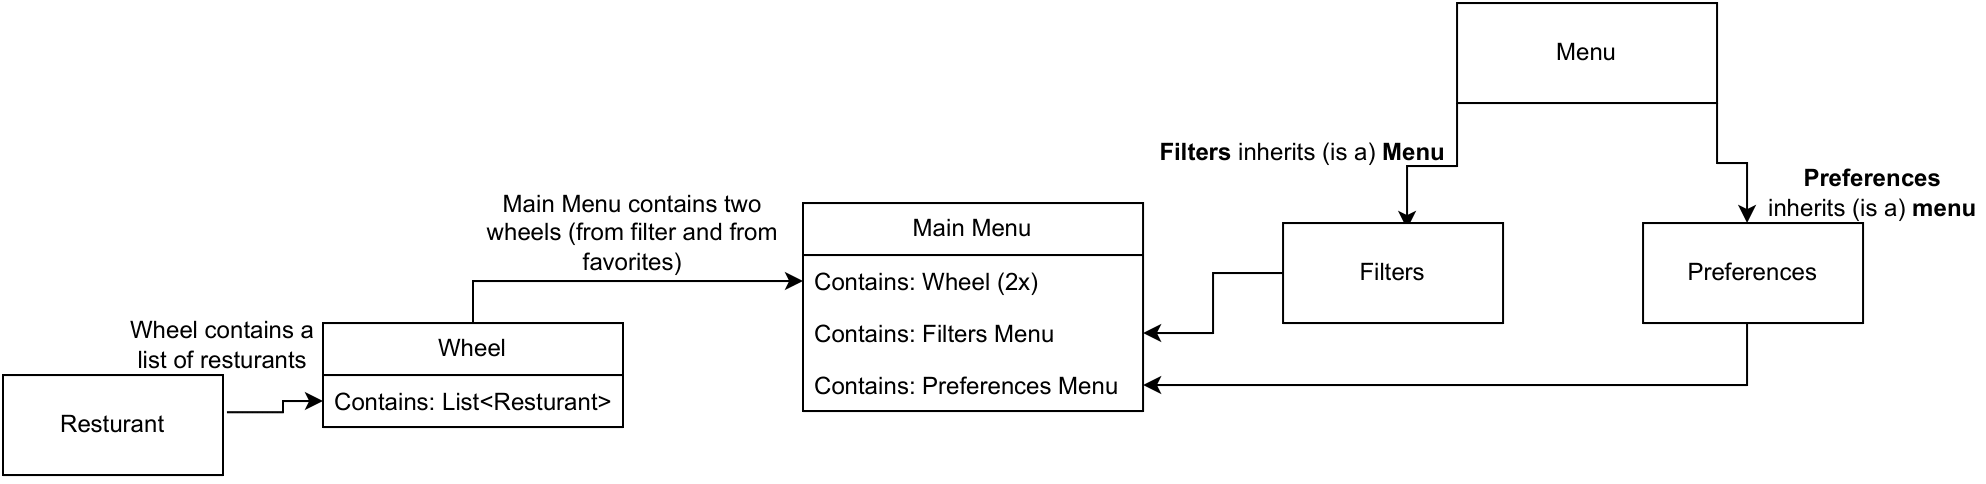 Menu
Filters inherits (is a) Menu
Preferences
inherits (is a) menu
Main Menu contains two
wheels (from filter and from
favorites)
Main Menu
Contains: Wheel (2x)
Contains: Filters Menu
Contains: Preferences Menu
Filters
Preferences
Wheel contains a
list of resturants
Wheel
Contains: List<Resturant>
Resturant